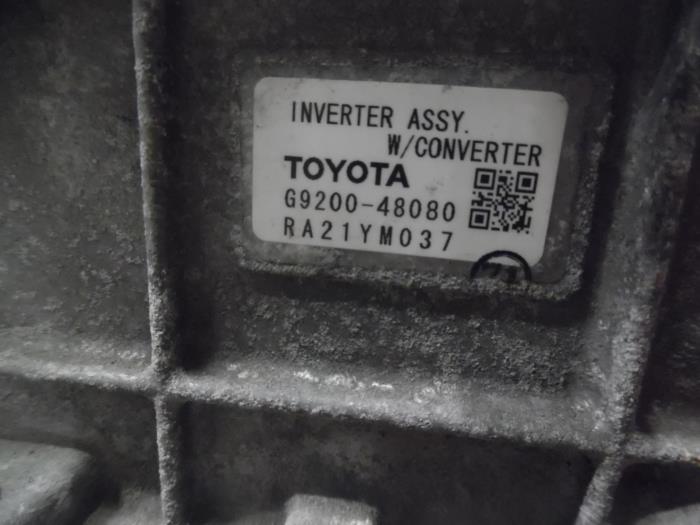 INVERTER ASSY.
W/CONVERTER
TOYOTA
G9200-48080
RA21YM037